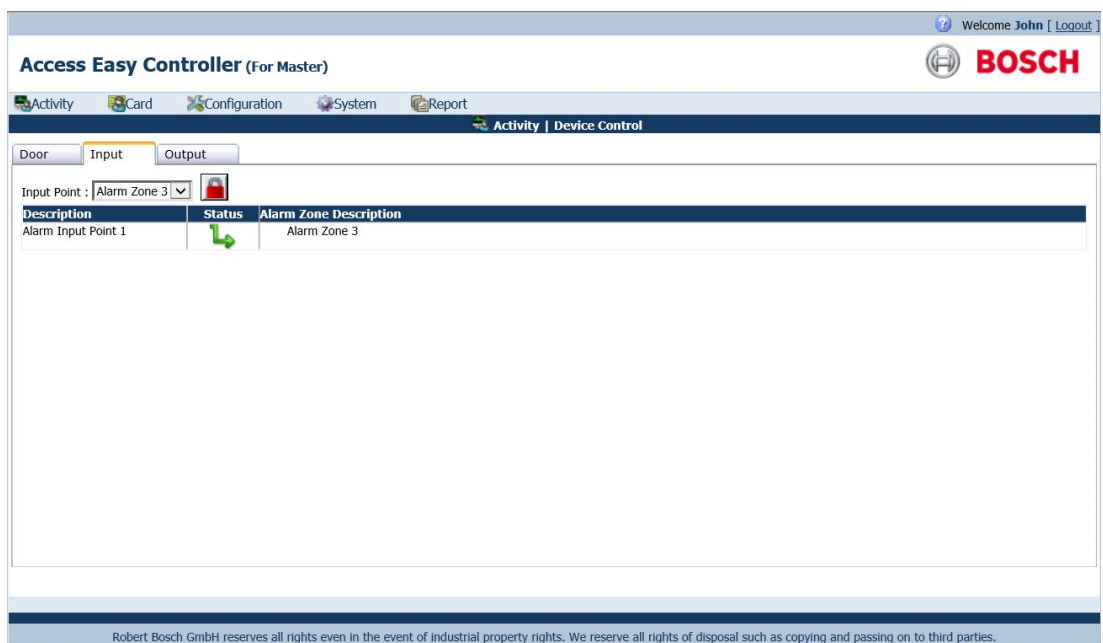 Welcome John [ Logout ]
Access Easy Controller (For Master)
BOSCH
Activity Card Configuration System Report
Activity | Device Control
Door Input Output
Input Point : Alarm Zone 3
Description Status Alarm Zone Description
Alarm Input Point 1 Alarm Zone 3
Robert Bosch GmbH reserves all rights even in the event of industrial property rights. We reserve all rights of disposal such as copying and passing on to third parties.